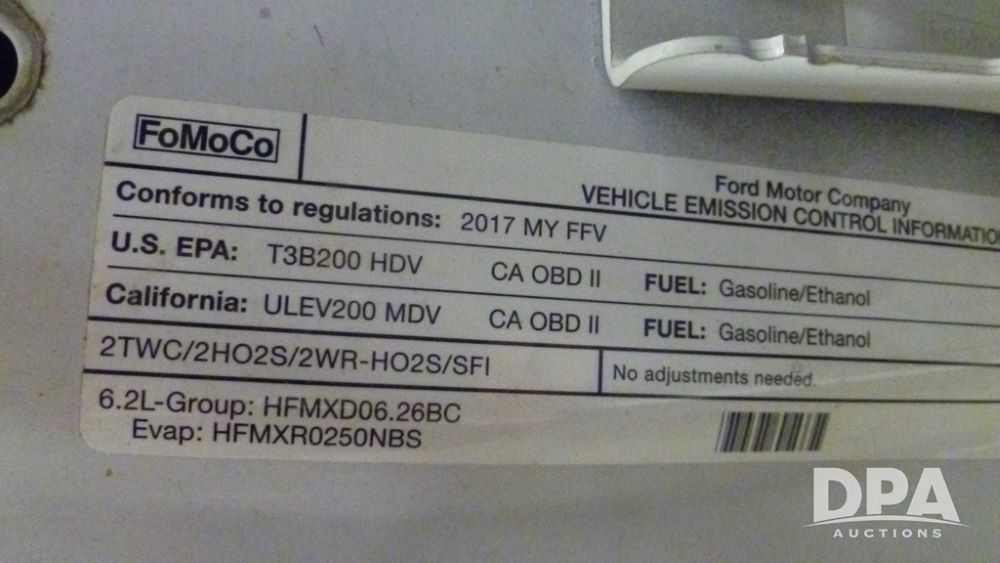 FoMoCo
Ford Motor Company
VEHICLE EMISSION CONTROL INFORMATIO
Conforms to regulations: 2017 MY FFV
U.S. EPA: T3B200 HDV CA OBD II FUEL: Gasoline/Ethanol
California: ULEV200 MDV CA OBD II FUEL: Gasoline/Ethanol
2TWC/2HO2S/2WR-HO2S/SFI No adjustments needed.
6.2L-Group: HFMXD06.26BC
Evap: HFMXR0250NBS
DPA
AUCTIONS